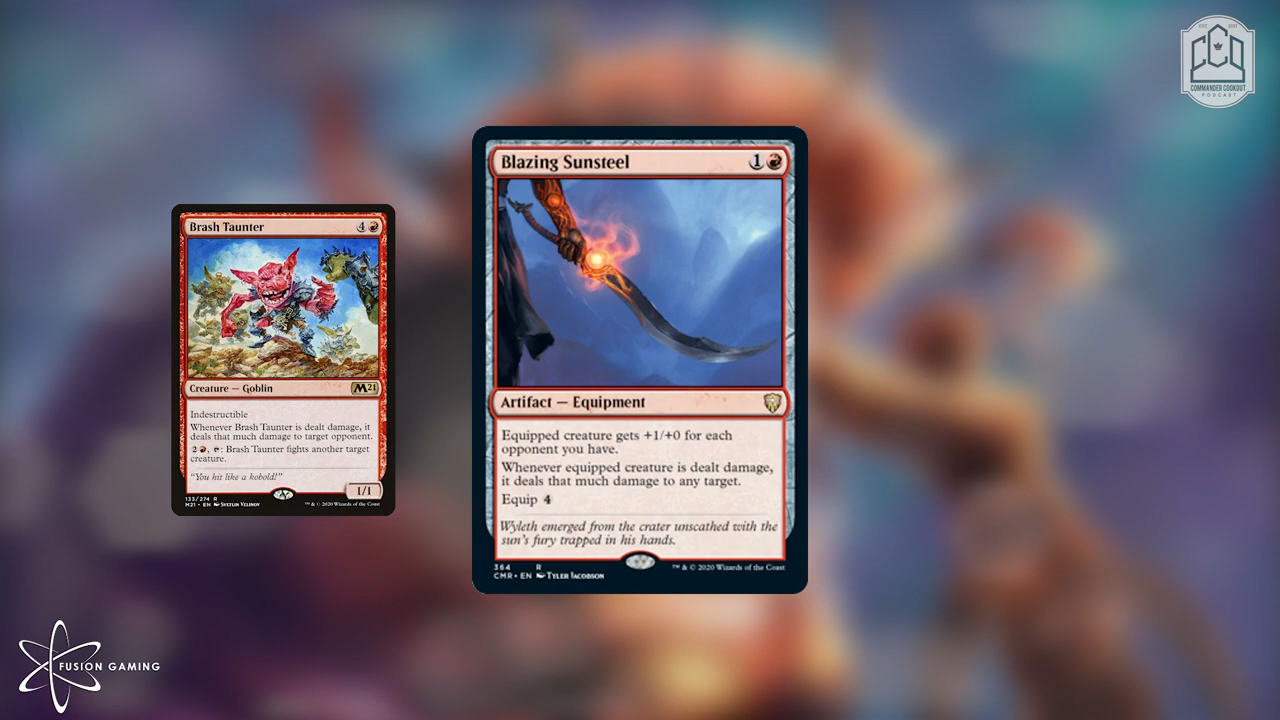 CCO
COMMANDER COOKOUT
PODCAST
Brash Taunter 4
Creature — Goblin M21
Indestructible
Whenever Brash Taunter is dealt damage, it
deals that much damage to target opponent.
2 , : Brash Taunter fights another target
creature.
"You hit like a kobold!"
1/1
133/274 R
M21 • EN SVETLIN VELINOV ™ & © 2020 Wizards of the Coast
Blazing Sunsteel 1
Artifact — Equipment
Equipped creature gets +1/+0 for each
opponent you have.
Whenever equipped creature is dealt damage,
it deals that much damage to any target.
Equip 4
Wyleth emerged from the crater unscathed with the
sun's fury trapped in his hands.
364 R
CMR • EN TYLER JACOBSON ™ & © 2020 Wizards of the Coast
FUSION GAMING